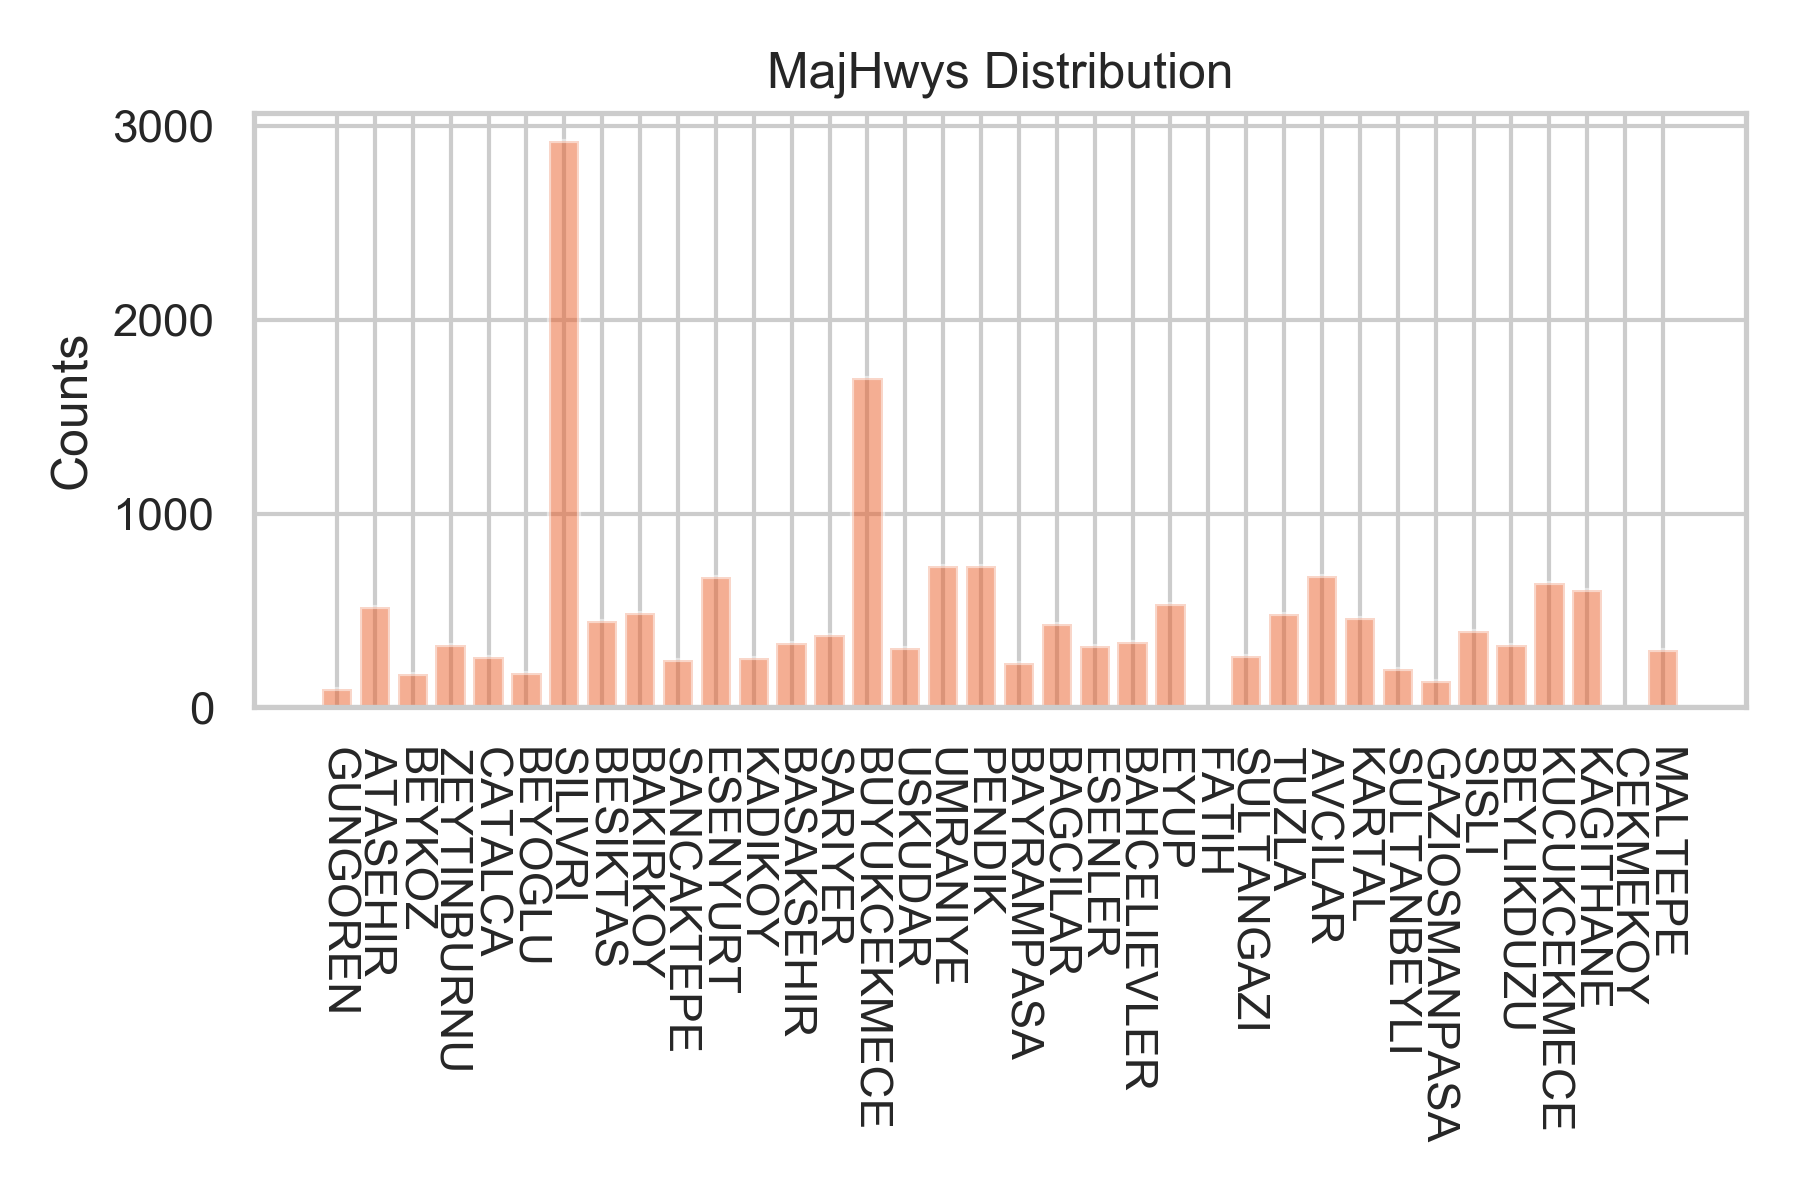 MajHwys Distribution
Counts
3000
2000
1000
0
GUNGOREN
ATASEHIR
BEYKOZ
ZEYTINBURNU
CATALCA
BEYOGLU
SILIVRI
BESIKTAS
BAKIRKOY
SANCAKTEPE
ESENYURT
KADIKOY
BASAKSEHIR
SARIYER
BUYUKCEKMECE
USKUDAR
UMRANIYE
PENDIK
BAYRAMPASA
BAGCILAR
ESENLER
BAHCELIEVLER
EYUP
FATIH
SULTANGAZI
TUZLA
AVCILAR
KARTAL
SULTANBEYLI
GAZIOSMANPASA
SISLI
BEYLIKDUZU
KUCUKCEKMECE
KAGITHANE
CEKMEKOY
MALTEPE